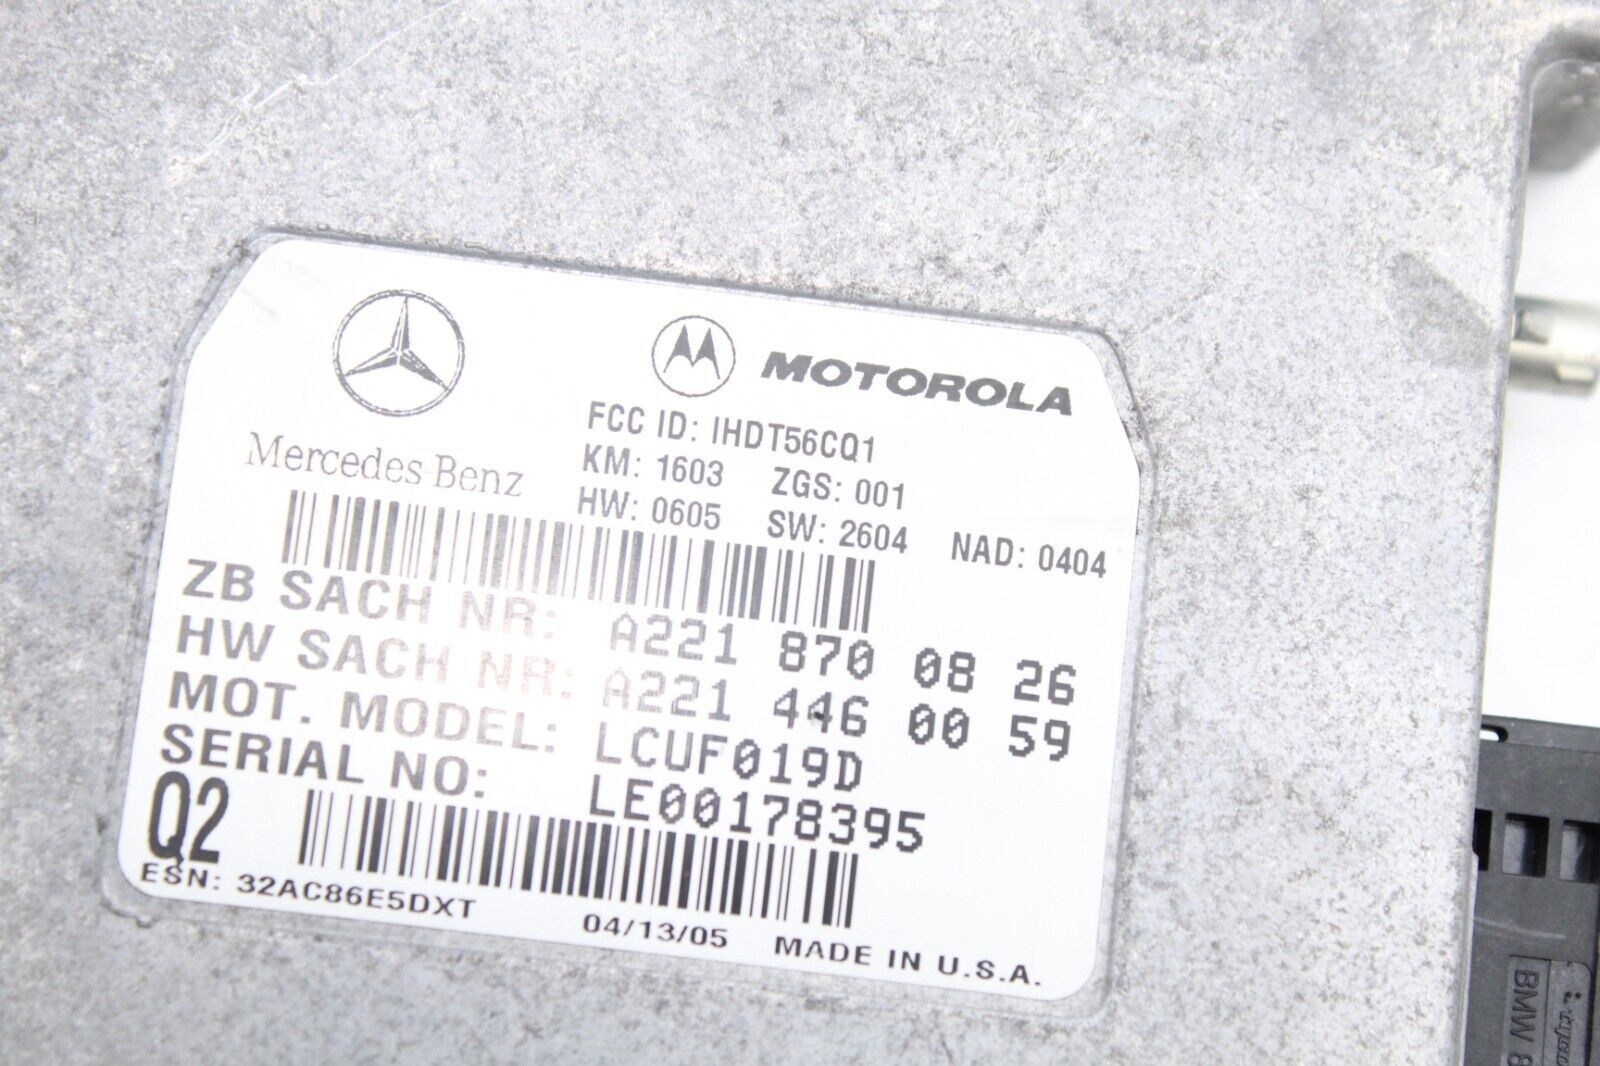 MOTOROLA
Mercedes-Benz
FCC ID: IHDT56CQ1
KM: 1603 ZGS: 001
HW: 0605 SW: 2604 NAD: 0404
ZB SACH NR: A221 870 08 26
HW SACH NR: A221 446 00 59
MOT. MODEL: LCUF019D
SERIAL NO: LE00178395
Q2
ESN: 32AC86E5DXT 04/13/05 MADE IN U.S.A.
tyco
BMW 8